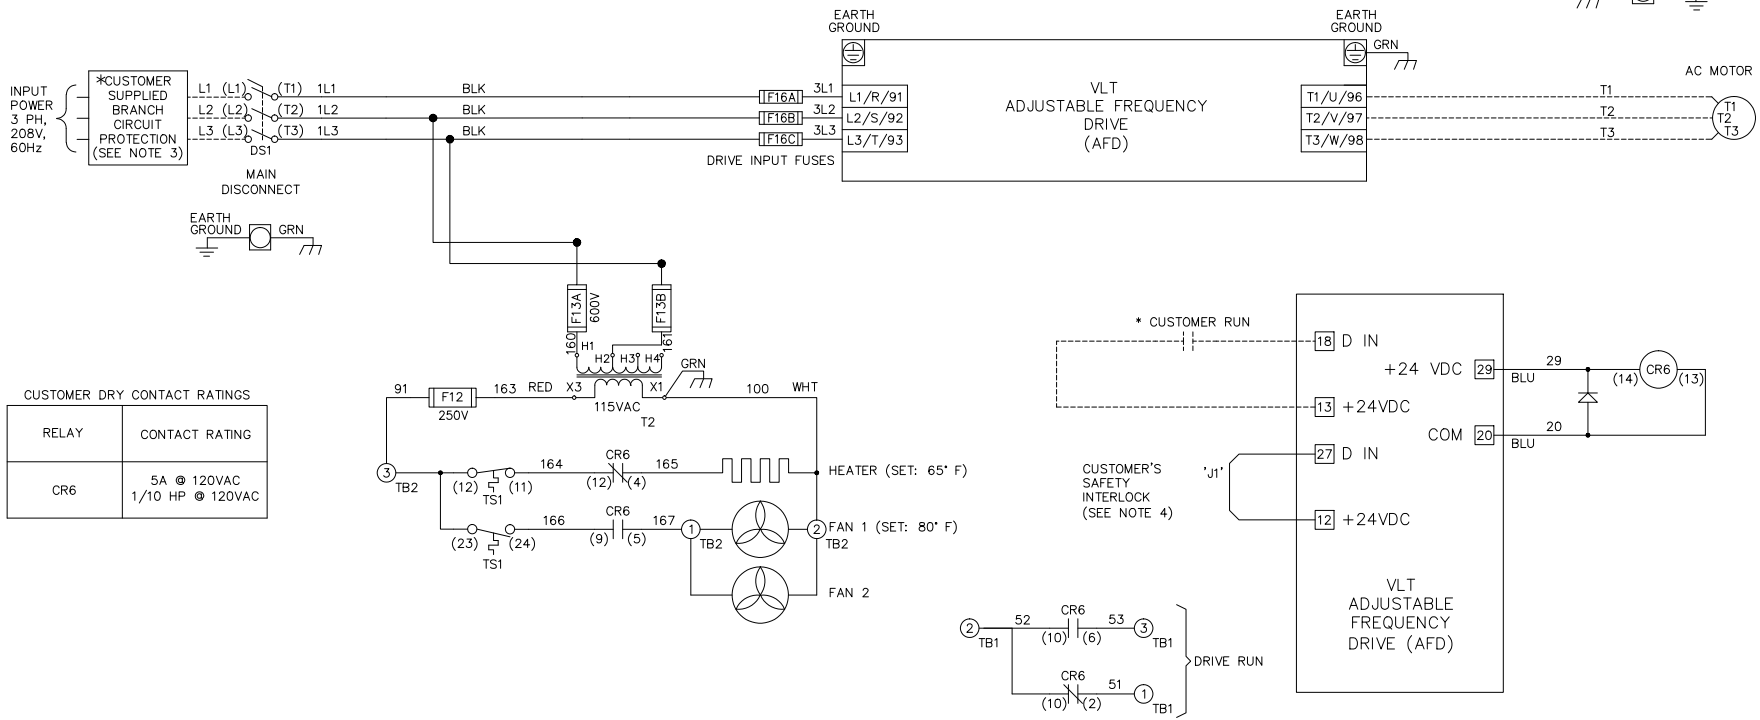 EARTH
GROUND
EARTH
GROUND
GRN
AC MOTOR
INPUT
POWER
3 PH,
208V,
60Hz
*CUSTOMER
SUPPLIED
BRANCH
CIRCUIT
PROTECTION
(SEE NOTE 3)
L1 (L1) (T1) 1L1 BLK F16A 3L1 L1/R/91
L2 (L2) (T2) 1L2 BLK F16B 3L2 L2/S/92
L3 (L3) (T3) 1L3 BLK F16C 3L3 L3/T/93
DS1
MAIN
DISCONNECT
DRIVE INPUT FUSES
VLT
ADJUSTABLE FREQUENCY
DRIVE
(AFD)
T1/U/96 T1 T1
T2/V/97 T2 T2
T3/W/98 T3 T3
EARTH
GROUND
GRN
F13A
600V
F13B
160
161
H1
H2 H3 H4
GRN
91
F12
250V
163 RED X3 X1 100 WHT
115VAC
T2
3
TB2
(12) (11)
TS1
164
CR6
(12) (4)
165
HEATER (SET: 65° F)
(23) (24)
TS1
166
CR6
(9) (5)
167
1
TB2
2
TB2
FAN 1 (SET: 80° F)
FAN 2
CUSTOMER DRY CONTACT RATINGS
RELAY CONTACT RATING
CR6 5A @ 120VAC
1/10 HP @ 120VAC
2
TB1
52
CR6
(10) (6)
53
3
TB1
CR6
(10) (2)
51
1
TB1
DRIVE RUN
* CUSTOMER RUN
18 D IN
13 +24VDC
27 D IN
12 +24VDC
CUSTOMER'S
SAFETY
INTERLOCK
(SEE NOTE 4)
'J1'
+24 VDC 29
COM 20
29
BLU
20
BLU
(14) CR6 (13)
VLT
ADJUSTABLE
FREQUENCY
DRIVE (AFD)